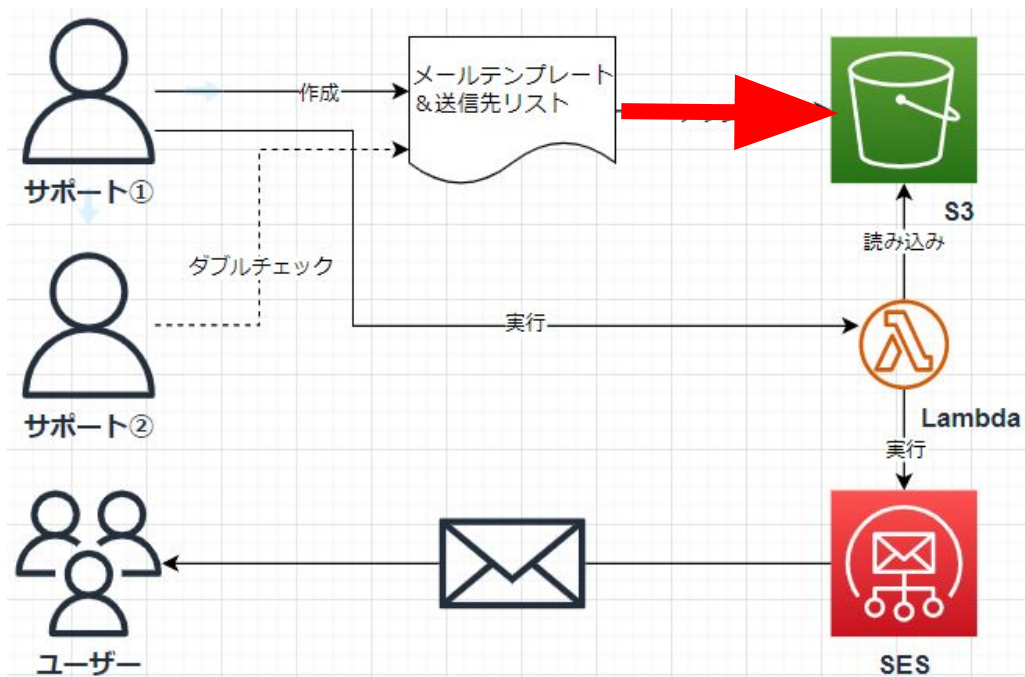 作成
メールテンプレート
&送信先リスト
サポート①
S3
読み込み
ダブルチェック
実行
サポート②
Lambda
実行
ユーザー
SES